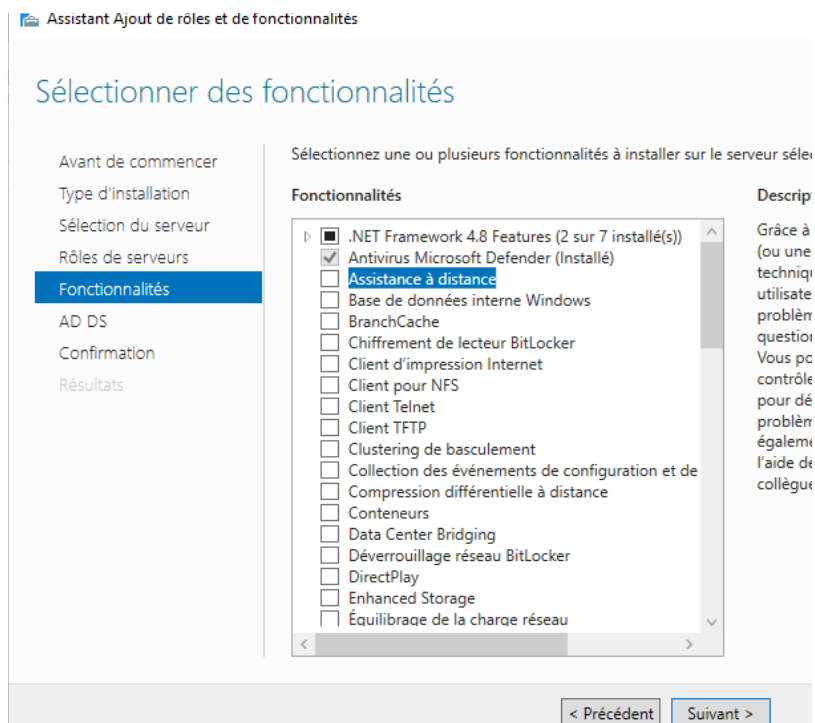 Assistant Ajout de rôles et de fonctionnalités
Sélectionner des fonctionnalités
Avant de commencer
Type d'installation
Sélection du serveur
Rôles de serveurs
Fonctionnalités
AD DS
Confirmation
Résultats
Sélectionnez une ou plusieurs fonctionnalités à installer sur le serveur séle
Fonctionnalités
.NET Framework 4.8 Features (2 sur 7 installé(s))
Antivirus Microsoft Defender (Installé)
Assistance à distance
Base de données interne Windows
BranchCache
Chiffrement de lecteur BitLocker
Client d'impression Internet
Client pour NFS
Client Telnet
Client TFTP
Clustering de basculement
Collection des événements de configuration et de
Compression différentielle à distance
Conteneurs
Data Center Bridging
Déverrouillage réseau BitLocker
DirectPlay
Enhanced Storage
Équilibrage de la charge réseau
Descrip
Grâce à
(ou une
techniqu
utilisate
problèm
question
Vous po
contrôle
pour dé
problèm
égaleme
l'aide de
collègue
< Précédent
Suivant >